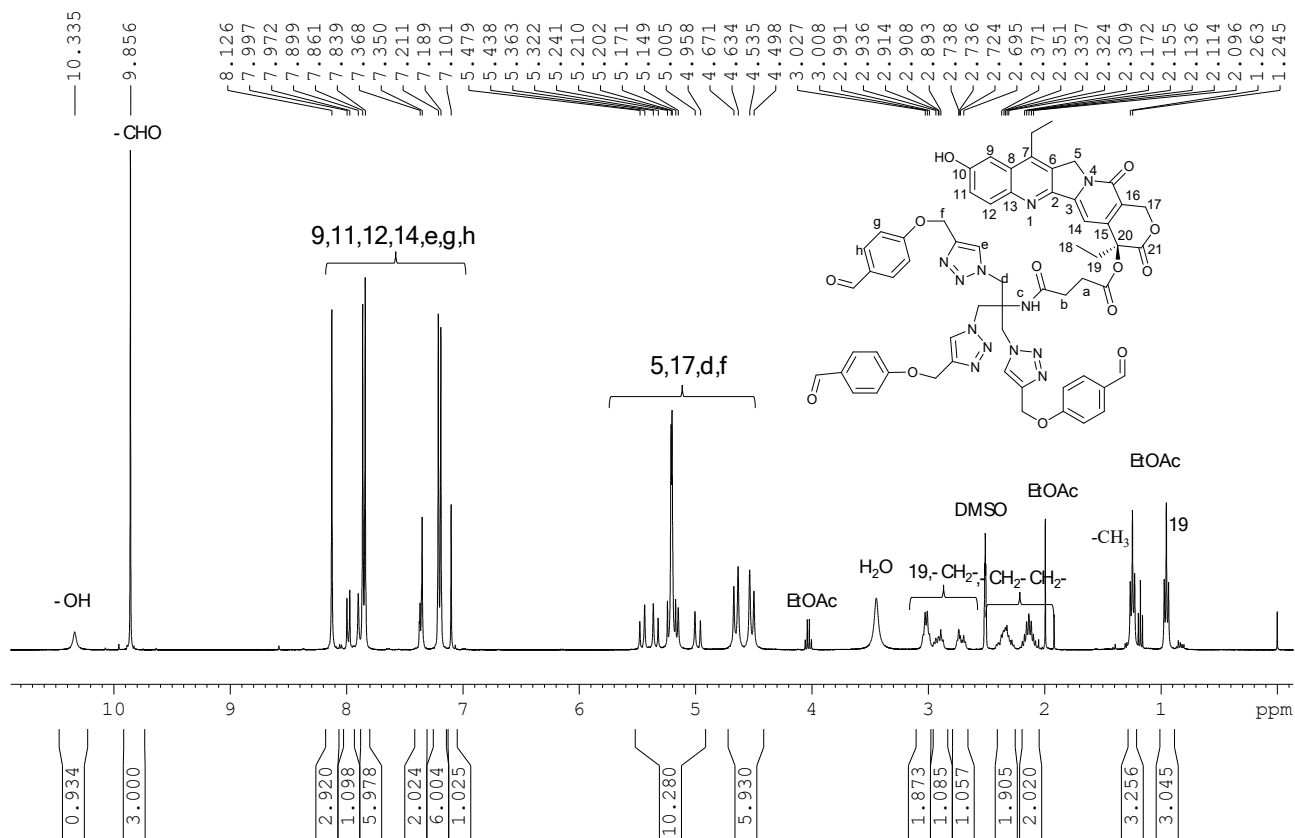 10.335
9.856
8.126
7.997
7.972
7.899
7.861
7.839
7.368
7.350
7.211
7.189
7.101
5.479
5.438
5.363
5.322
5.241
5.210
5.202
5.171
5.149
5.005
4.958
4.671
4.634
4.535
4.498
3.027
3.008
2.991
2.936
2.914
2.908
2.893
2.738
2.736
2.724
2.695
2.371
2.351
2.337
2.324
2.309
2.172
2.155
2.136
2.114
2.096
1.263
1.245
-CHO
9,11,12,14,e,g,h
5,17,d,f
-OH
EtOAc
H2O
19,-CH2-,-CH2-CH2-
DMSO
EtOAc
-CH3
EtOAc
19
HO
9
10
11
12
8
13
7
6
5
N
4
O
N
1
2
3
14
15
16
17
O
18
19
20
21
O
O
O
f
g
h
O
e
N
N
N
d
c
NH
O
b
a
O
O
O
N
N
N
O
N
N
N
O
O
10 9 8 7 6 5 4 3 2 1 ppm
0.934
3.000
2.920
1.098
5.978
2.024
6.004
1.025
10.280
5.930
1.873
1.085
1.057
1.905
2.020
3.256
3.045